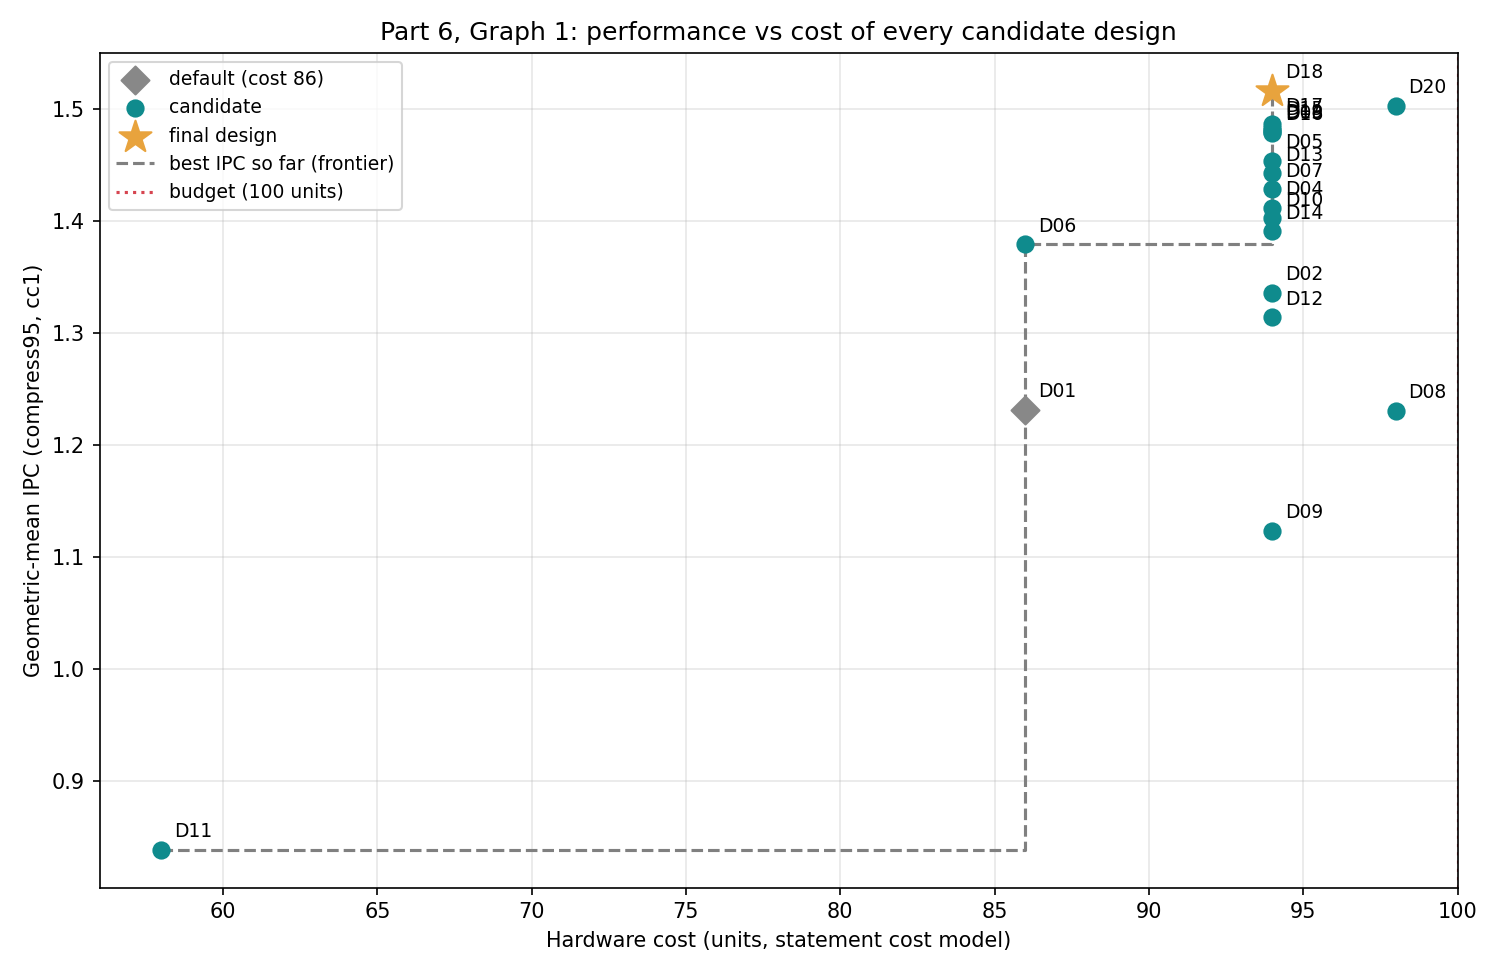 Part 6, Graph 1: performance vs cost of every candidate design
default (cost 86)
candidate
final design
best IPC so far (frontier)
budget (100 units)
Geometric-mean IPC (compress95, cc1)
1.5
1.4
1.3
1.2
1.1
1.0
0.9
D18
D20
D05
D13
D07
D04
D10
D14
D06
D02
D12
D01
D08
D09
D11
60
65
70
75
80
85
90
95
100
Hardware cost (units, statement cost model)